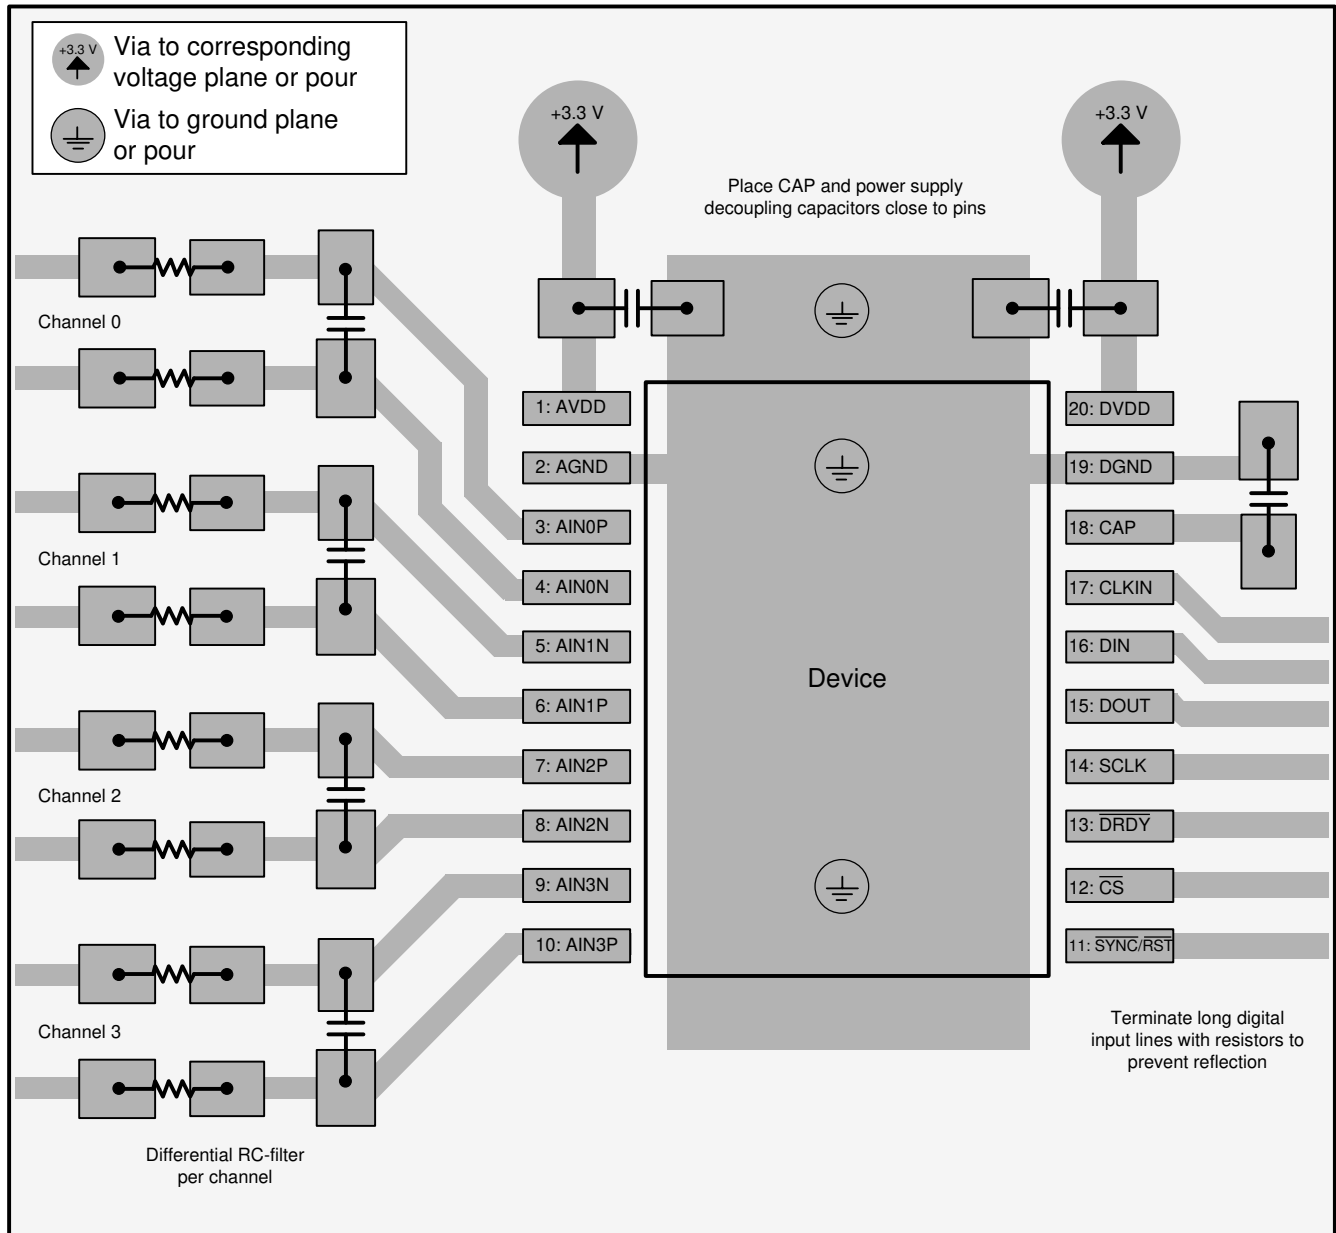 +3.3 V
Via to corresponding
voltage plane or pour
Via to ground plane
or pour
+3.3 V
+3.3 V
Place CAP and power supply
decoupling capacitors close to pins
Channel 0
Channel 1
Channel 2
Channel 3
1: AVDD
2: AGND
3: AIN0P
4: AIN0N
5: AIN1N
6: AIN1P
7: AIN2P
8: AIN2N
9: AIN3N
10: AIN3P
Device
20: DVDD
19: DGND
18: CAP
17: CLKIN
16: DIN
15: DOUT
14: SCLK
13: D̅R̅D̅Y̅
12: C̅S̅
11: S̅Y̅N̅C̅/R̅S̅T̅
Terminate long digital
input lines with resistors to
prevent reflection
Differential RC-filter
per channel